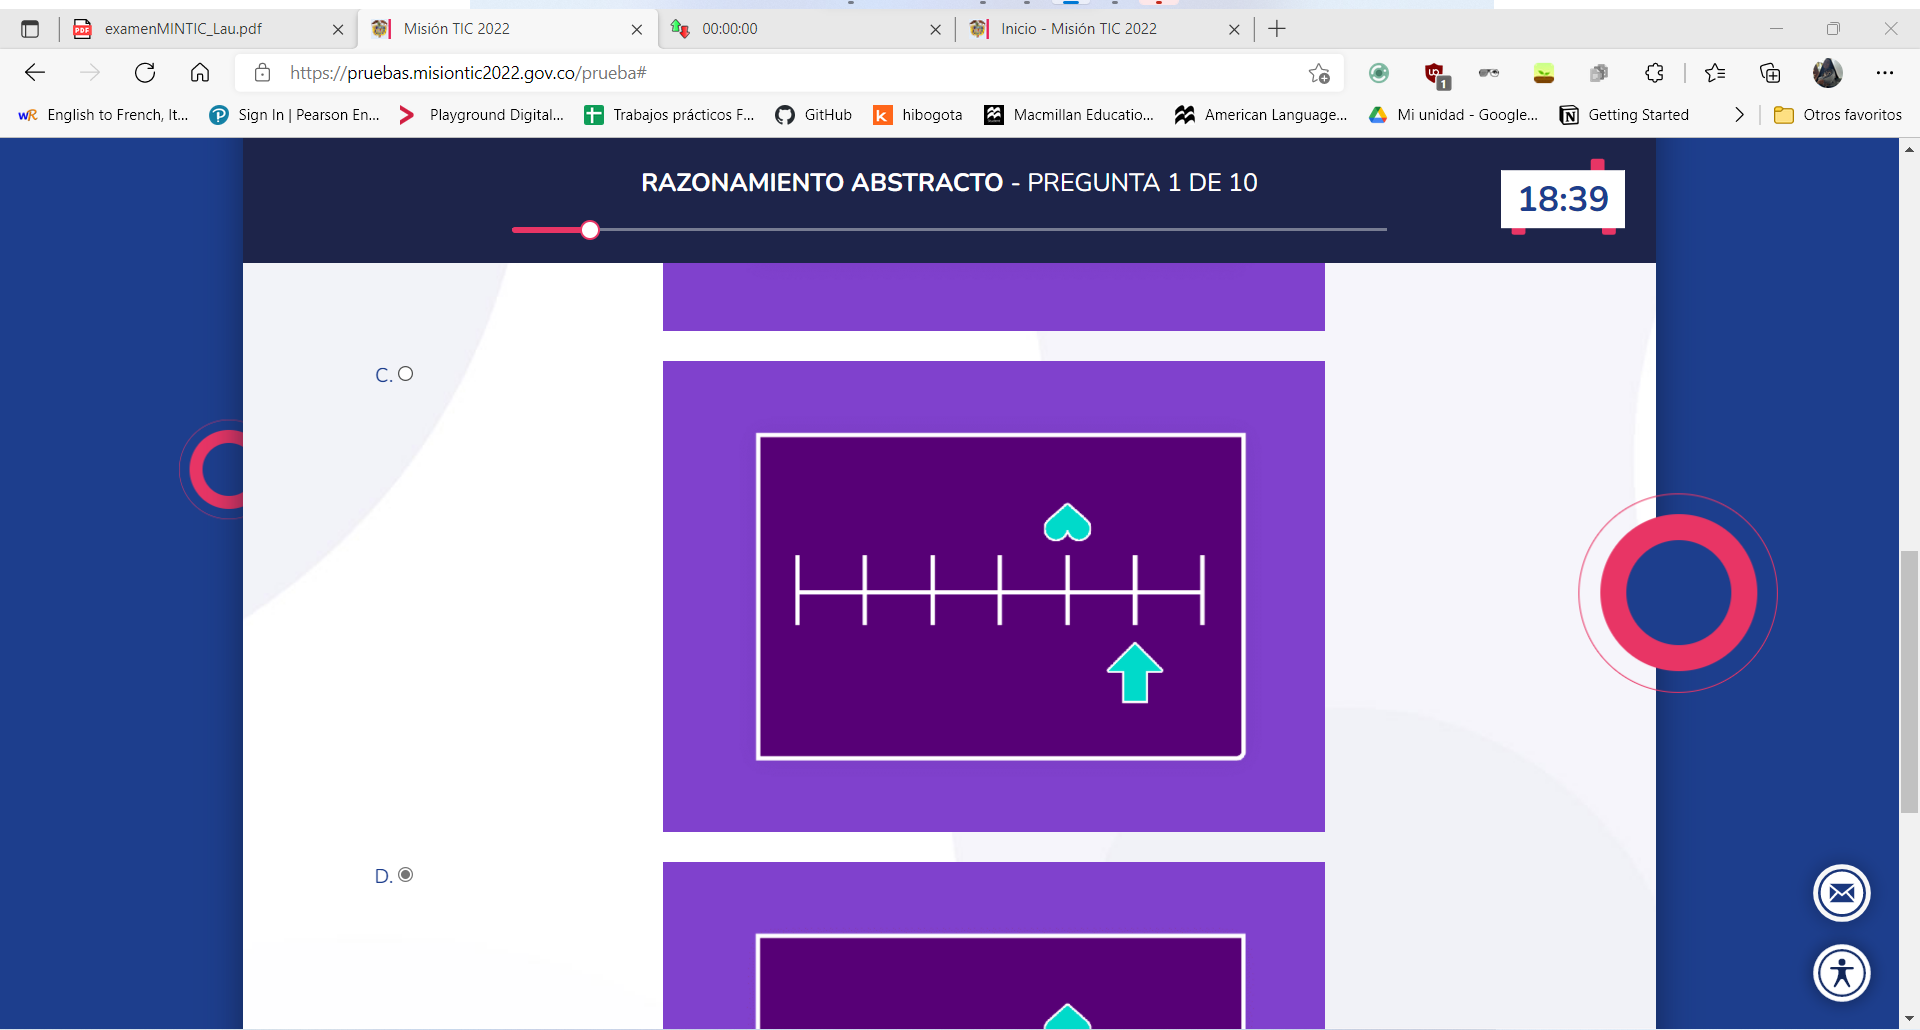 examenMINTIC_Lau.pdf
Misión TIC 2022
00:00:00
Inicio - Misión TIC 2022
https://pruebas.misiontic2022.gov.co/prueba#
1
English to French, It...
Sign In | Pearson En...
Playground Digital...
Trabajos prácticos F...
GitHub
hibogota
Macmillan Educatio...
American Language...
Mi unidad - Google...
Getting Started
Otros favoritos
RAZONAMIENTO ABSTRACTO - PREGUNTA 1 DE 10
18:39
C.
D.